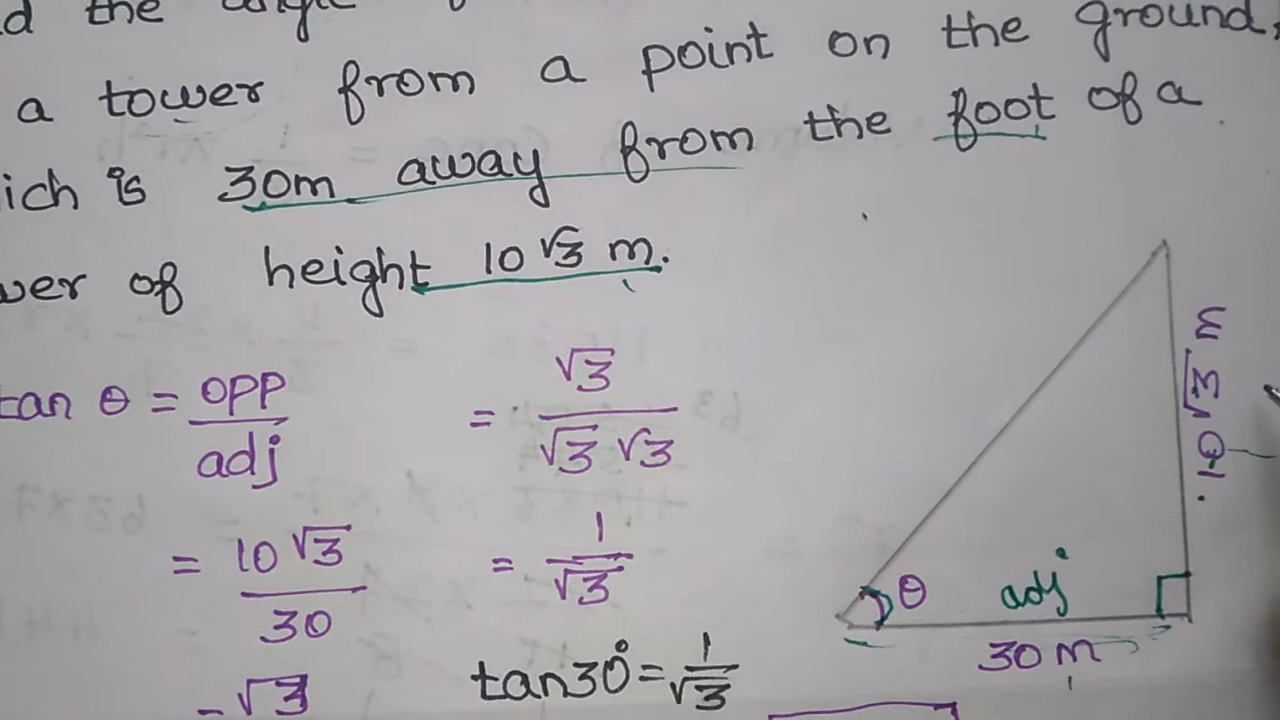 the angle
a tower from a point on the ground,
ich is 30m away from the foot of a
wer of height 10√3 m.
tan θ = opp/adj
= 10√3/30
= √3
= √3/√3 √3
= 1/√3
tan30° = 1/√3
10√3 m
θ
adj
30 m